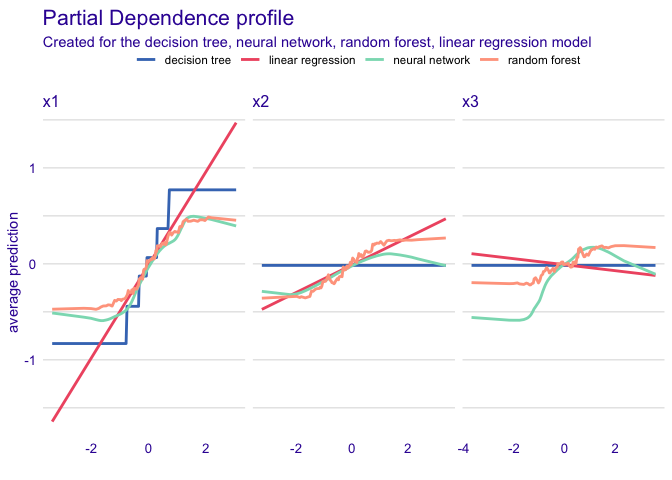 Partial Dependence profile
Created for the decision tree, neural network, random forest, linear regression model
decision tree linear regression neural network random forest
x1 x2 x3
average prediction
1
0
-1
-2 0 2 -2 0 2 -4 -2 0 2